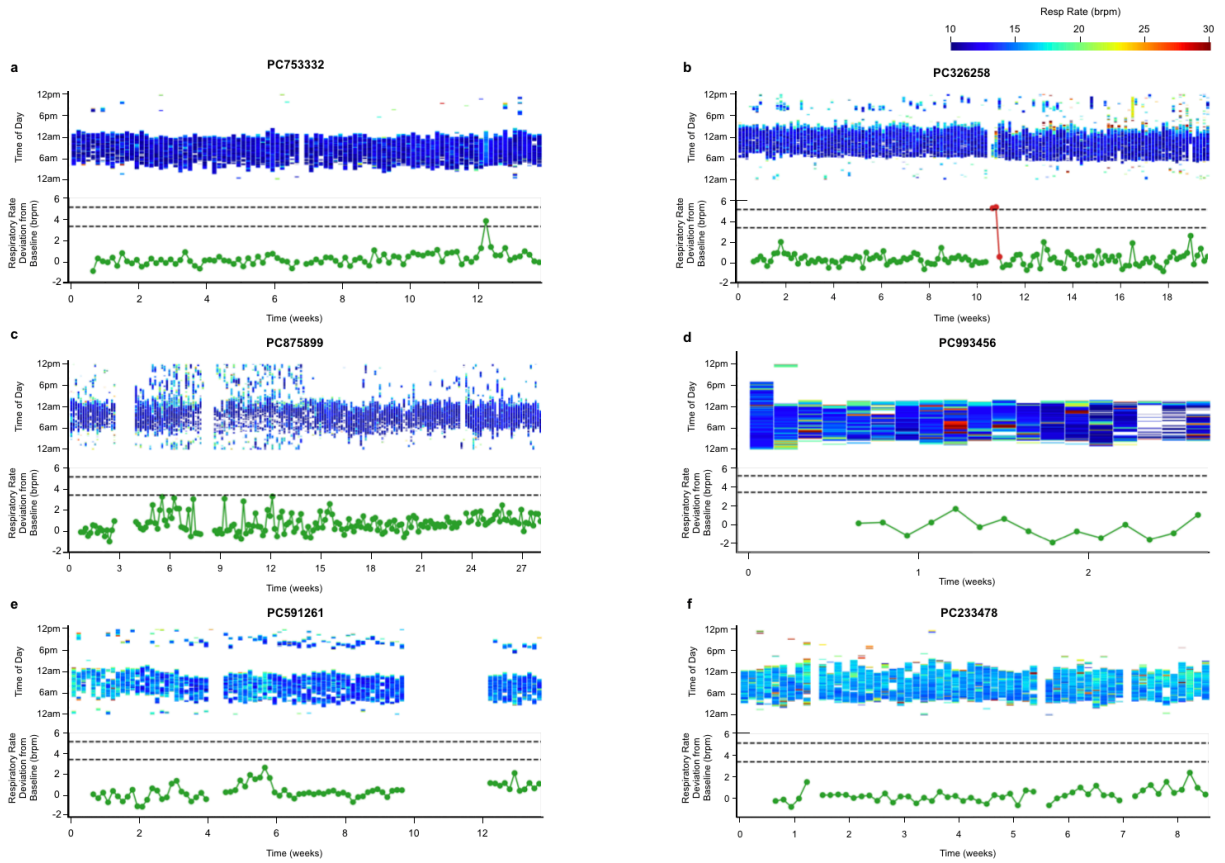 Resp Rate (brpm)
10 15 20 25 30
a
PC753332
12pm
6pm
12am
6am
12am
Time of Day
6
4
2
0
-2
Respiratory Rate
Deviation from
Baseline (brpm)
0 2 4 6 8 10 12
Time (weeks)
b
PC326258
12pm
6pm
12am
6am
12am
Time of Day
6
4
2
0
-2
Respiratory Rate
Deviation from
Baseline (brpm)
0 2 4 6 8 10 12 14 16 18
Time (weeks)
c
PC875899
12pm
6pm
12am
6am
12am
Time of Day
6
4
2
0
-2
Respiratory Rate
Deviation from
Baseline (brpm)
0 3 6 9 12 15 18 21 24 27
Time (weeks)
d
PC993456
12pm
6pm
12am
6am
12am
Time of Day
6
4
2
0
-2
Respiratory Rate
Deviation from
Baseline (brpm)
0 1 2
Time (weeks)
e
PC591261
12pm
6pm
12am
6am
12am
Time of Day
6
4
2
0
-2
Respiratory Rate
Deviation from
Baseline (brpm)
0 2 4 6 8 10 12
Time (weeks)
f
PC233478
12pm
6pm
12am
6am
12am
Time of Day
6
4
2
0
Respiratory Rate
Deviation from
Baseline (brpm)
0 1 2 3 4 5 6 7 8
Time (weeks)